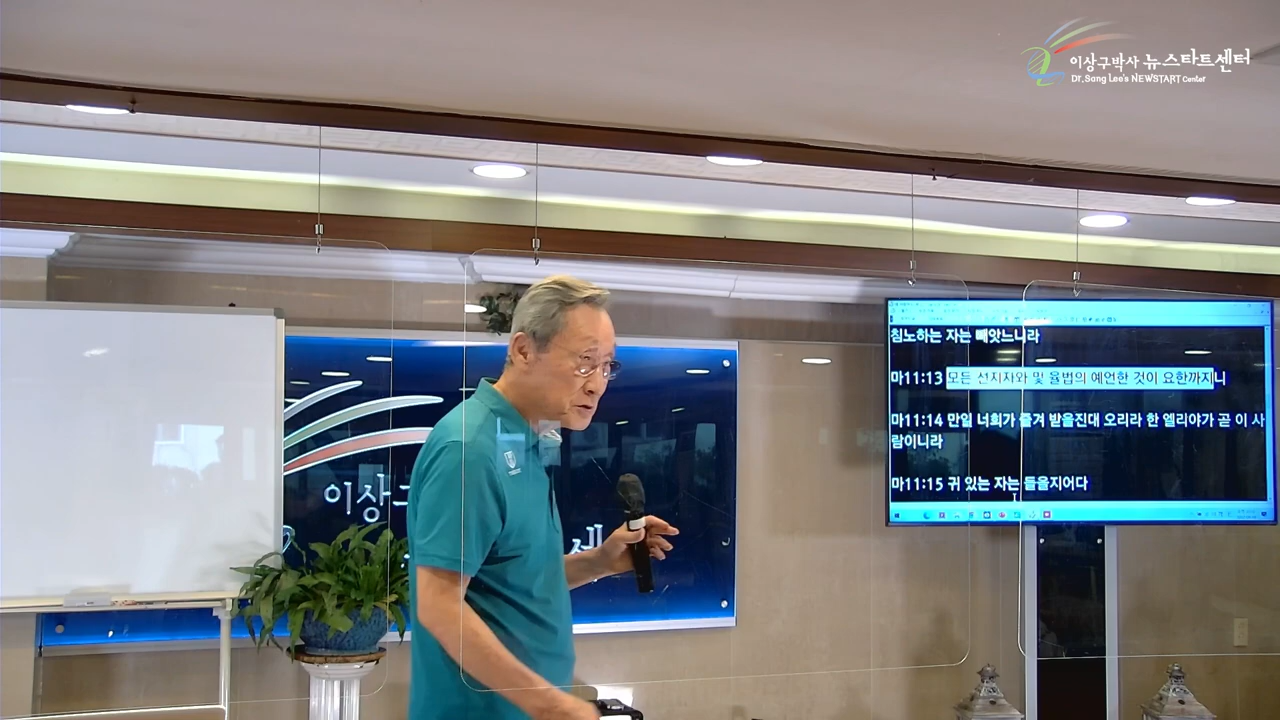 이상구박사 뉴스타트센터
Dr. Sang Lee's NEWSTART Center
침노하는 자는 빼앗느니라
마11:13 모든 선지자와 및 율법의 예언한 것이 요한까지니
마11:14 만일 너희가 즐겨 받을진대 오리라 한 엘리야가 곧 이 사
람이니라
마11:15 귀 있는 자는 들을지어다
이상구
센